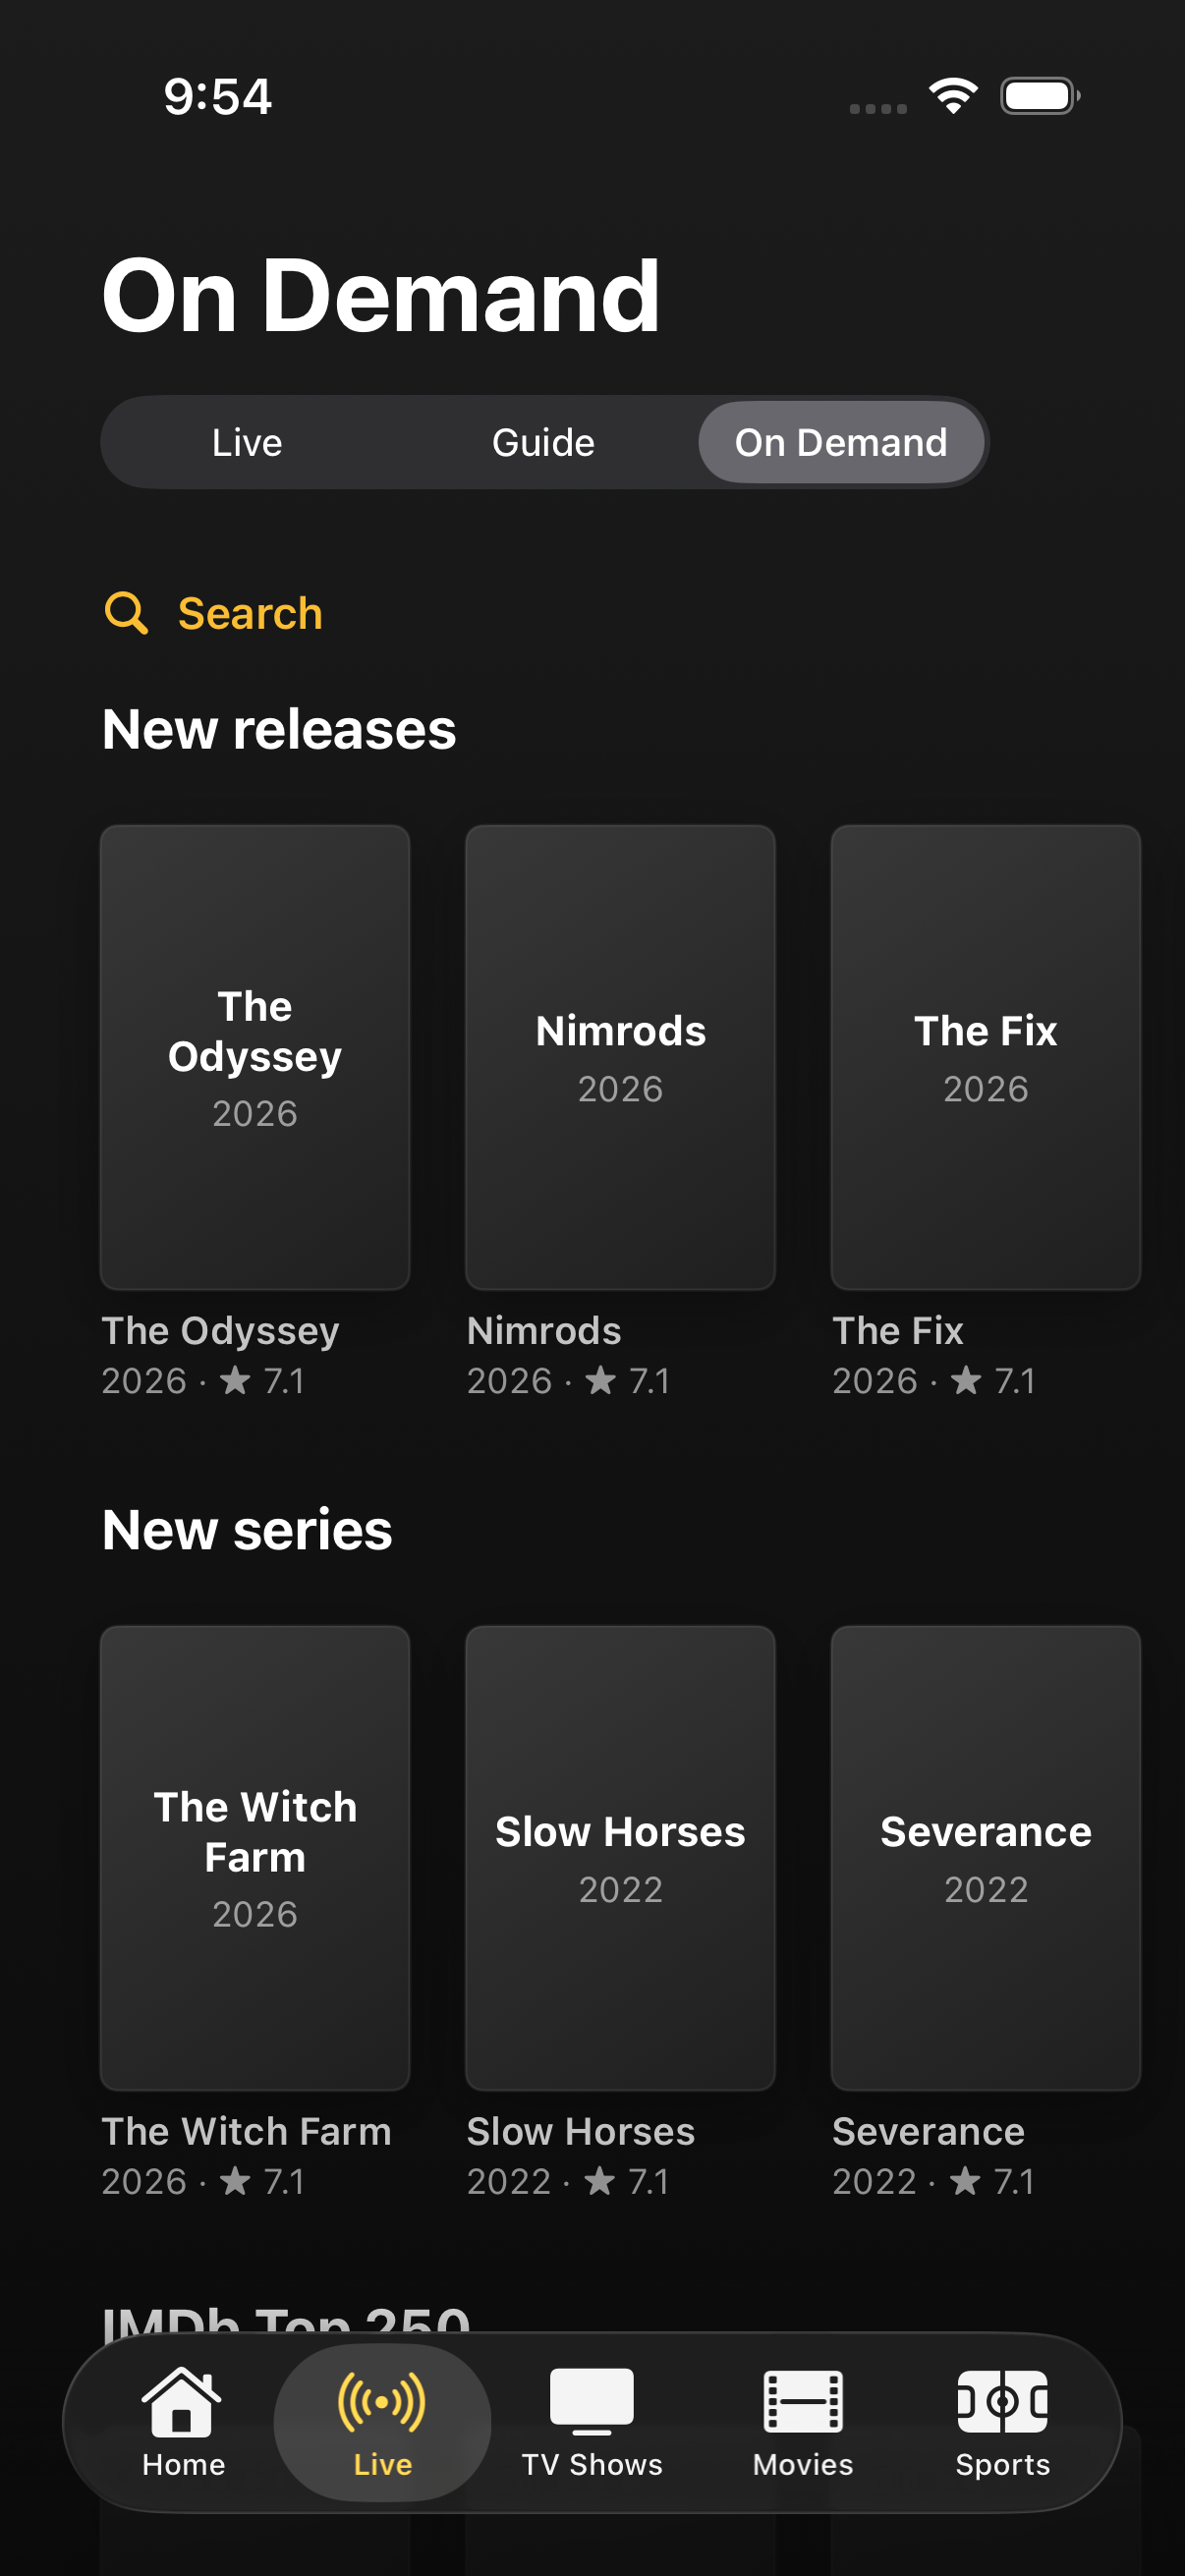 9:54
On Demand
Live
Guide
On Demand
Search
New releases
The
Odyssey
2026
Nimrods
2026
The Fix
2026
The Odyssey
2026 · ★ 7.1
Nimrods
2026 · ★ 7.1
The Fix
2026 · ★ 7.1
New series
The Witch
Farm
2026
Slow Horses
2022
Severance
2022
The Witch Farm
2026 · ★ 7.1
Slow Horses
2022 · ★ 7.1
Severance
2022 · ★ 7.1
IMDb Top 250
Home
Live
TV Shows
Movies
Sports